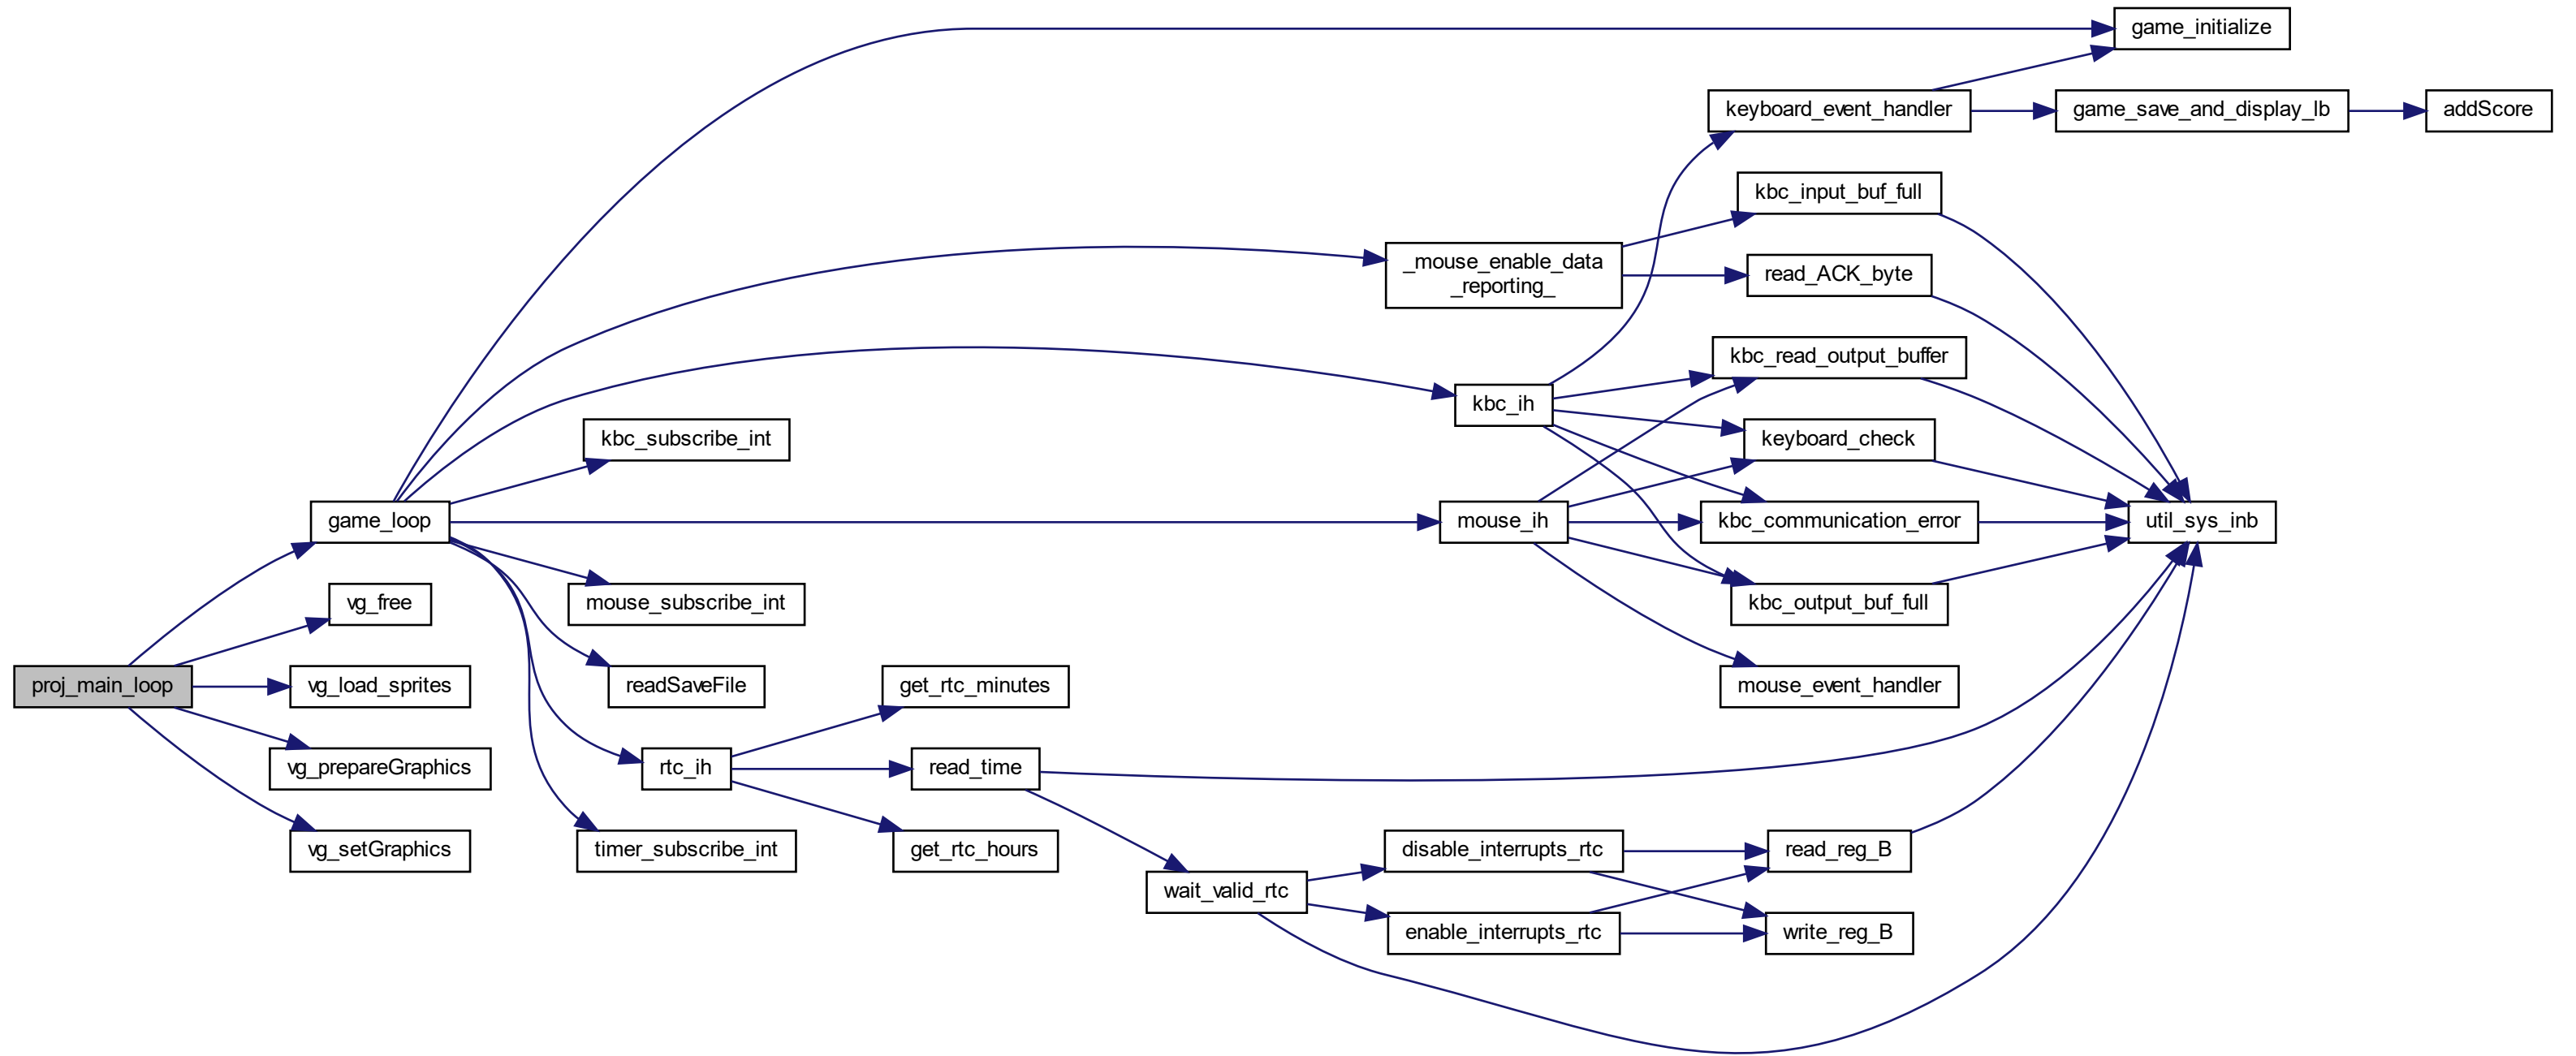 game_initialize
keyboard_event_handler
game_save_and_display_lb
addScore
kbc_input_buf_full
_mouse_enable_data
_reporting_
read_ACK_byte
kbc_read_output_buffer
kbc_ih
kbc_subscribe_int
keyboard_check
game_loop
mouse_ih
kbc_communication_error
util_sys_inb
vg_free
mouse_subscribe_int
kbc_output_buf_full
proj_main_loop
vg_load_sprites
readSaveFile
get_rtc_minutes
mouse_event_handler
vg_prepareGraphics
rtc_ih
read_time
vg_setGraphics
timer_subscribe_int
get_rtc_hours
disable_interrupts_rtc
read_reg_B
wait_valid_rtc
enable_interrupts_rtc
write_reg_B